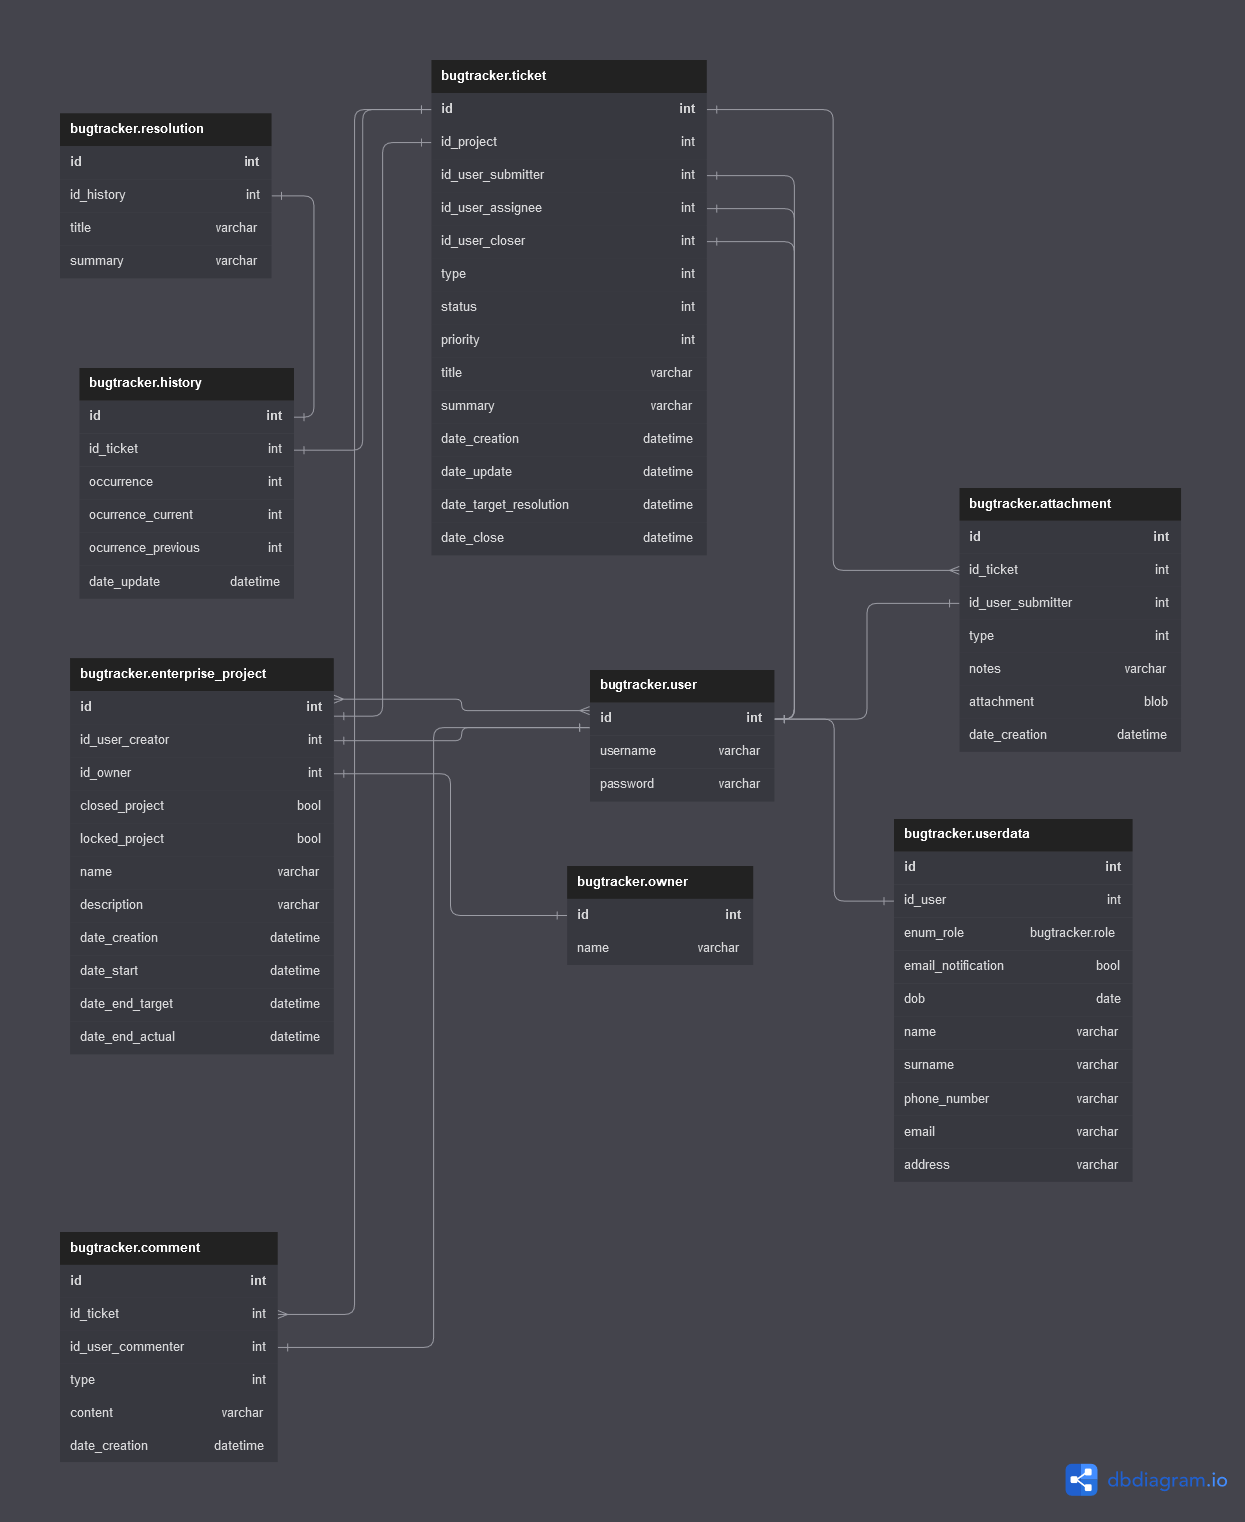 bugtracker.ticket
id int
id_project int
id_user_submitter int
id_user_assignee int
id_user_closer int
type int
status int
priority int
title varchar
summary varchar
date_creation datetime
date_update datetime
date_target_resolution datetime
date_close datetime
bugtracker.resolution
id int
id_history int
title varchar
summary varchar
bugtracker.history
id int
id_ticket int
occurrence int
ocurrence_current int
ocurrence_previous int
date_update datetime
bugtracker.attachment
id int
id_ticket int
id_user_submitter int
type int
notes varchar
attachment blob
date_creation datetime
bugtracker.enterprise_project
id int
id_user_creator int
id_owner int
closed_project bool
locked_project bool
name varchar
description varchar
date_creation datetime
date_start datetime
date_end_target datetime
date_end_actual datetime
bugtracker.user
id int
username varchar
password varchar
bugtracker.owner
id int
name varchar
bugtracker.userdata
id int
id_user int
enum_role bugtracker.role
email_notification bool
dob date
name varchar
surname varchar
phone_number varchar
email varchar
address varchar
bugtracker.comment
id int
id_ticket int
id_user_commenter int
type int
content varchar
date_creation datetime
dbdiagram.io